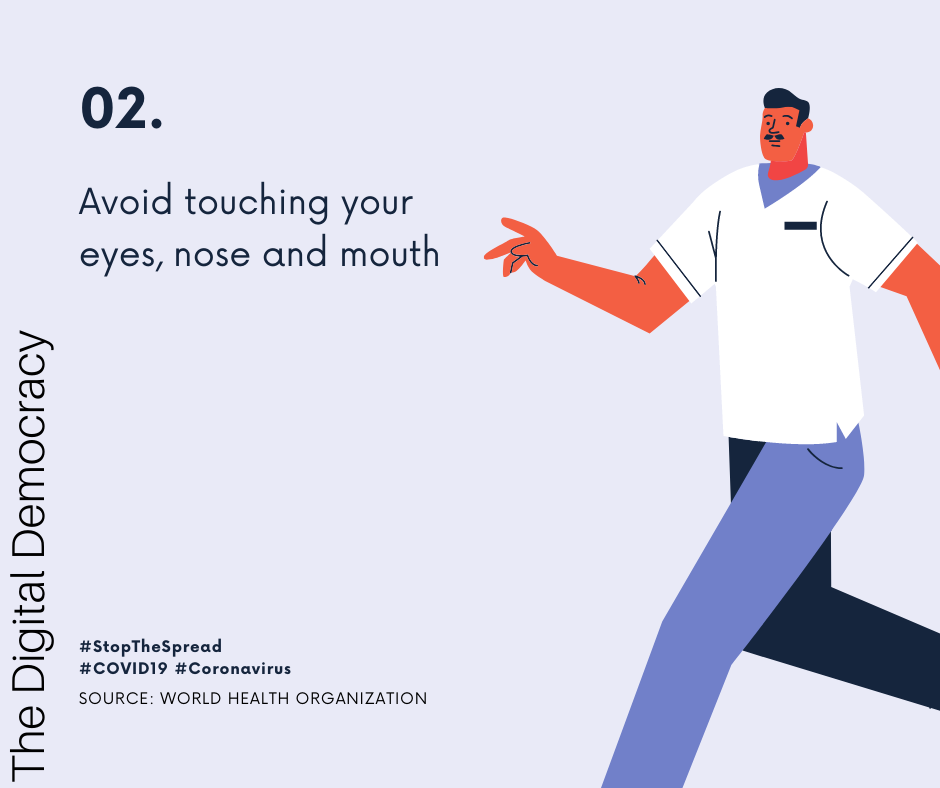 02.
Avoid touching your
eyes, nose and mouth
The Digital Democracy
#StopTheSpread
#COVID19 #Coronavirus
SOURCE: WORLD HEALTH ORGANIZATION